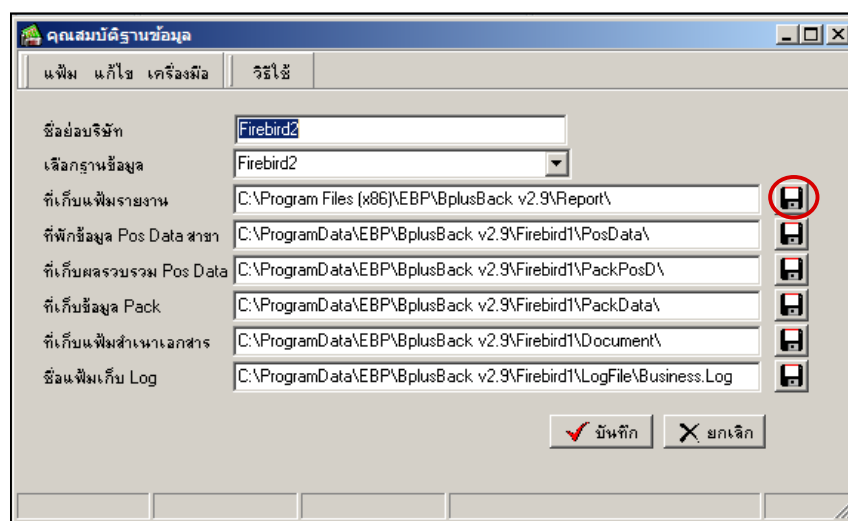 คุณสมบัติฐานข้อมูล
แฟ้ม แก้ไข เครื่องมือ วิธีใช้
ชื่อย่อบริษัท Firebird2
เลือกฐานข้อมูล Firebird2
ที่เก็บแฟ้มรายงาน C:\Program Files (x86)\EBP\BplusBack v2.9\Report\
ที่พักข้อมูล Pos Data สาขา C:\ProgramData\EBP\BplusBack v2.9\Firebird1\PosData\
ที่เก็บผลรวบรวม Pos Data C:\ProgramData\EBP\BplusBack v2.9\Firebird1\PackPosD\
ที่เก็บข้อมูล Pack C:\ProgramData\EBP\BplusBack v2.9\Firebird1\PackData\
ที่เก็บแฟ้มสำเนาเอกสาร C:\ProgramData\EBP\BplusBack v2.9\Firebird1\Document\
ชื่อแฟ้มเก็บ Log C:\ProgramData\EBP\BplusBack v2.9\Firebird1\LogFile\Business.Log
บันทึก ยกเลิก